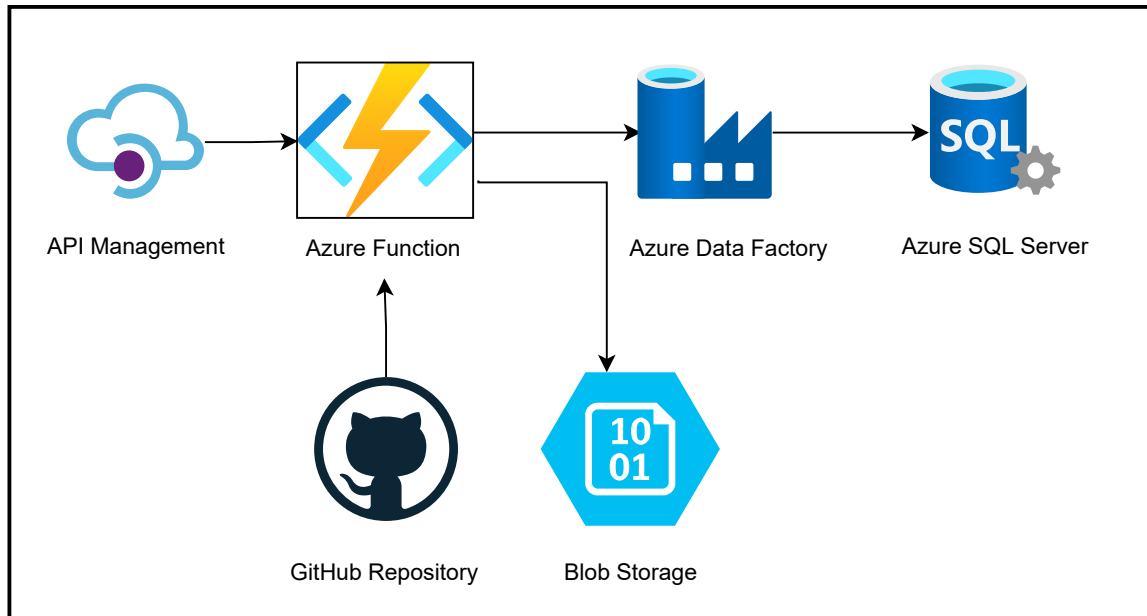 SQL
API Management
Azure Function
Azure Data Factory
Azure SQL Server
10
01
GitHub Repository
Blob Storage